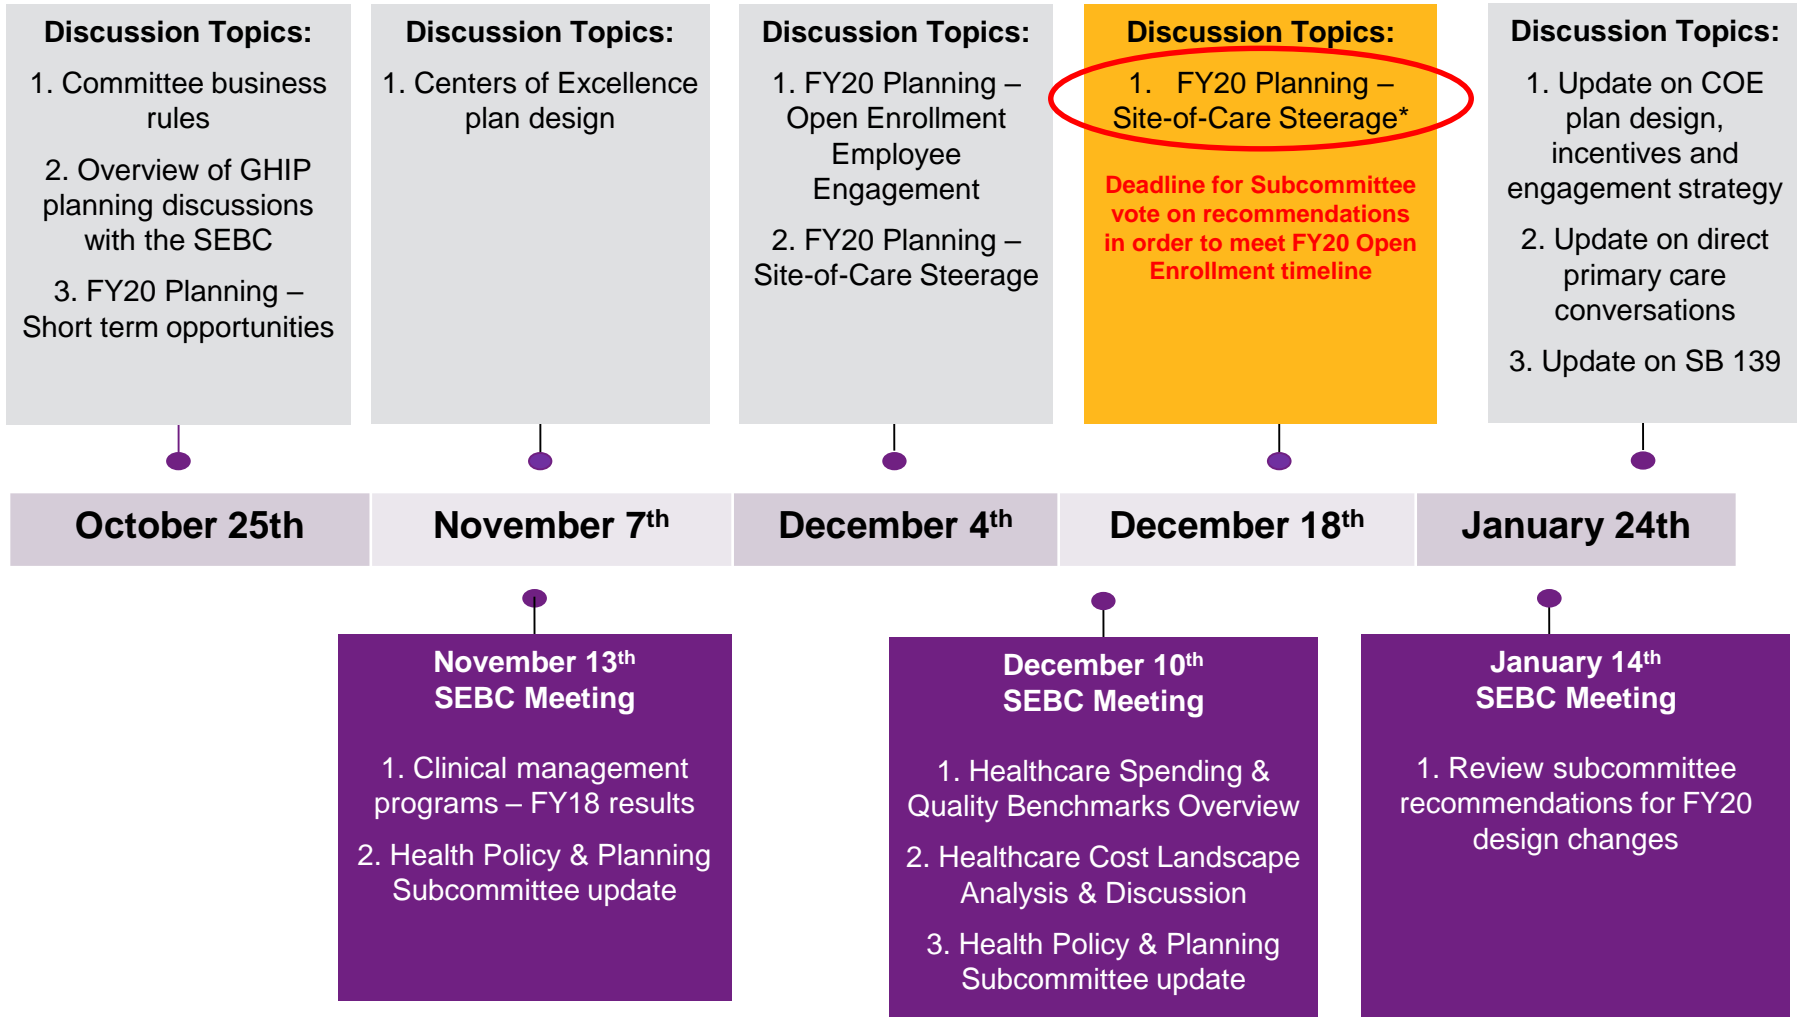 Discussion Topics:
1. Committee business
rules
2. Overview of GHIP
planning discussions
with the SEBC
3. FY20 Planning –
Short term opportunities
Discussion Topics:
1. Centers of Excellence
plan design
Discussion Topics:
1. FY20 Planning –
Open Enrollment
Employee
Engagement
2. FY20 Planning –
Site-of-Care Steerage
Discussion Topics:
1. FY20 Planning –
Site-of-Care Steerage*
Deadline for Subcommittee
vote on recommendations
in order to meet FY20 Open
Enrollment timeline
Discussion Topics:
1. Update on COE
plan design,
incentives and
engagement strategy
2. Update on direct
primary care
conversations
3. Update on SB 139
October 25th
November 7th
December 4th
December 18th
January 24th
November 13th
SEBC Meeting
1. Clinical management
programs – FY18 results
2. Health Policy & Planning
Subcommittee update
December 10th
SEBC Meeting
1. Healthcare Spending &
Quality Benchmarks Overview
2. Healthcare Cost Landscape
Analysis & Discussion
3. Health Policy & Planning
Subcommittee update
January 14th
SEBC Meeting
1. Review subcommittee
recommendations for FY20
design changes